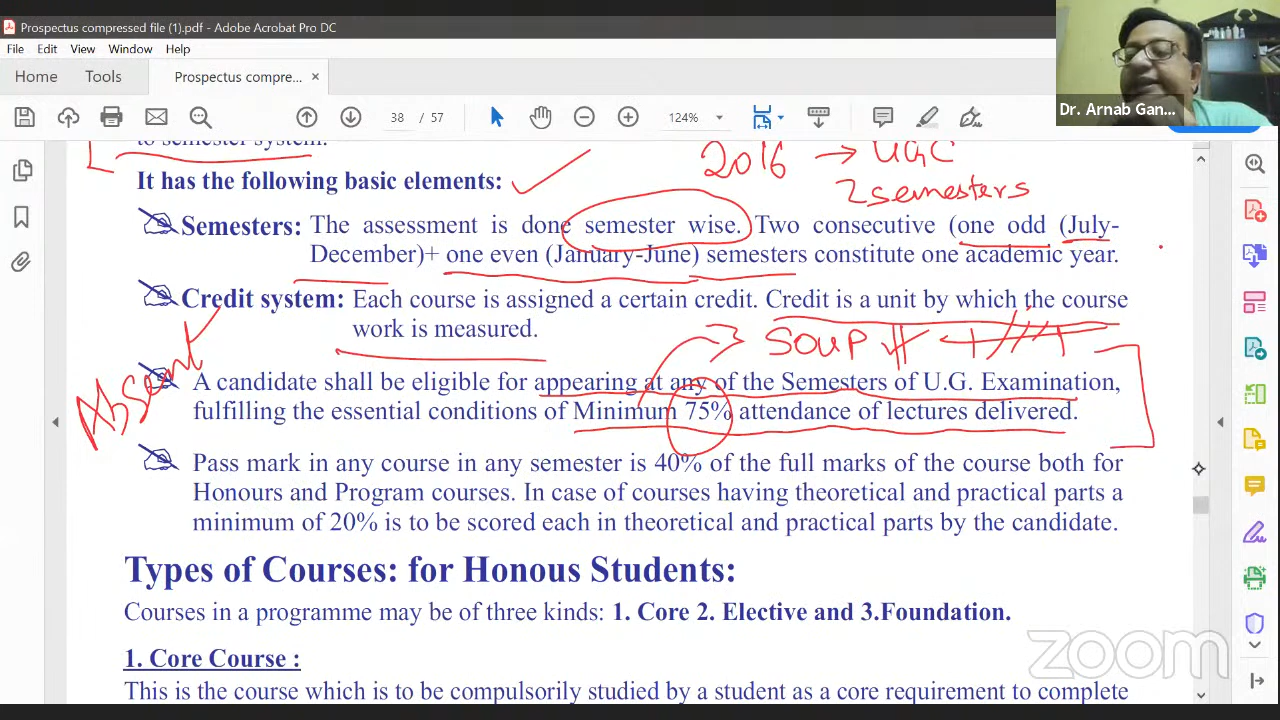 Prospectus compressed file (1).pdf - Adobe Acrobat Pro DC
File Edit View Window Help
Home Tools Prospectus compre... ×
38 / 57 124%
Dr. Arnab Gan...
to semester system.
2016 → UGC
2 semesters
It has the following basic elements:
Semesters: The assessment is done semester wise. Two consecutive (one odd (July-
December)+ one even (January-June) semesters constitute one academic year.
Credit system: Each course is assigned a certain credit. Credit is a unit by which the course
work is measured.
SOUP
Absent
A candidate shall be eligible for appearing at any of the Semesters of U.G. Examination,
fulfilling the essential conditions of Minimum 75% attendance of lectures delivered.
Pass mark in any course in any semester is 40% of the full marks of the course both for
Honours and Program courses. In case of courses having theoretical and practical parts a
minimum of 20% is to be scored each in theoretical and practical parts by the candidate.
Types of Courses: for Honous Students:
Courses in a programme may be of three kinds: 1. Core 2. Elective and 3.Foundation.
1. Core Course :
This is the course which is to be compulsorily studied by a student as a core requirement to complete
zoom